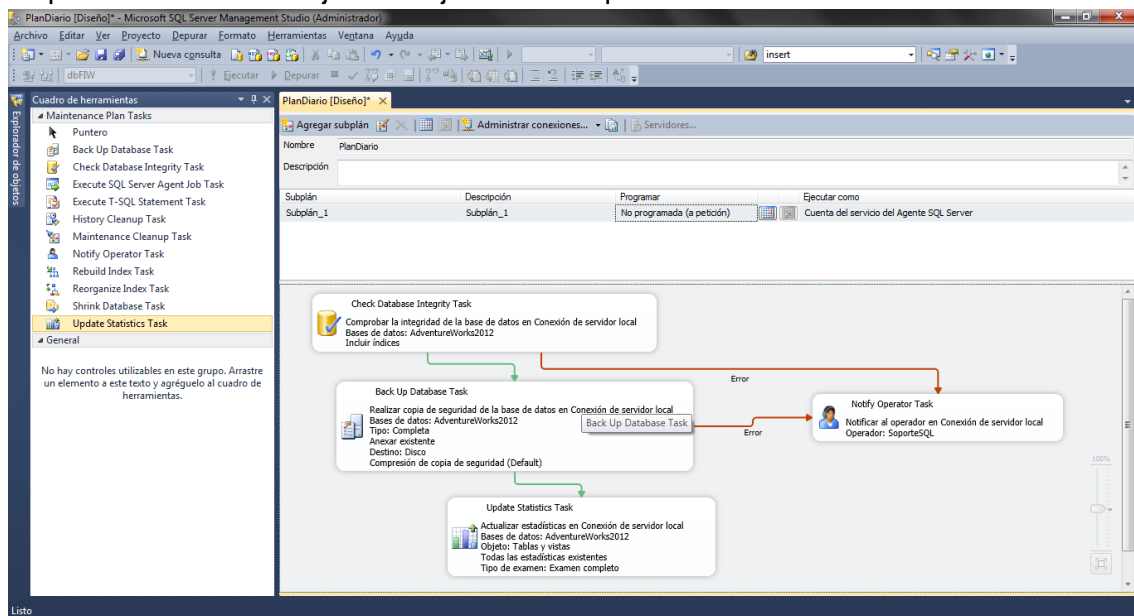 PlanDiario [Diseño]* - Microsoft SQL Server Management Studio (Administrador)
Archivo Editar Ver Proyecto Depurar Formato Herramientas Ventana Ayuda
Nueva consulta insert
dbFIW Ejecutar Depurar
Explorador de objetos
Cuadro de herramientas
Maintenance Plan Tasks
Puntero
Back Up Database Task
Check Database Integrity Task
Execute SQL Server Agent Job Task
Execute T-SQL Statement Task
History Cleanup Task
Maintenance Cleanup Task
Notify Operator Task
Rebuild Index Task
Reorganize Index Task
Shrink Database Task
Update Statistics Task
General
No hay controles utilizables en este grupo. Arrastre
un elemento a este texto y agréguelo al cuadro de
herramientas.
PlanDiario [Diseño]*
Agregar subplán Administrar conexiones... Servidores...
Nombre PlanDiario
Descripción
Subplán Descripción Programar Ejecutar como
Subplán_1 Subplán_1 No programada (a petición) Cuenta del servicio del Agente SQL Server
Check Database Integrity Task
Comprobar la integridad de la base de datos en Conexión de servidor local
Bases de datos: AdventureWorks2012
Incluir índices
Error
Back Up Database Task
Realizar copia de seguridad de la base de datos en Conexión de servidor local
Bases de datos: AdventureWorks2012
Tipo: Completa
Anexar existente
Destino: Disco
Compresión de copia de seguridad (Default)
Back Up Database Task
Error
Notify Operator Task
Notificar al operador en Conexión de servidor local
Operador: SoporteSQL
100%
Update Statistics Task
Actualizar estadísticas en Conexión de servidor local
Bases de datos: AdventureWorks2012
Objeto: Tablas y vistas
Todas las estadísticas existentes
Tipo de examen: Examen completo
Listo